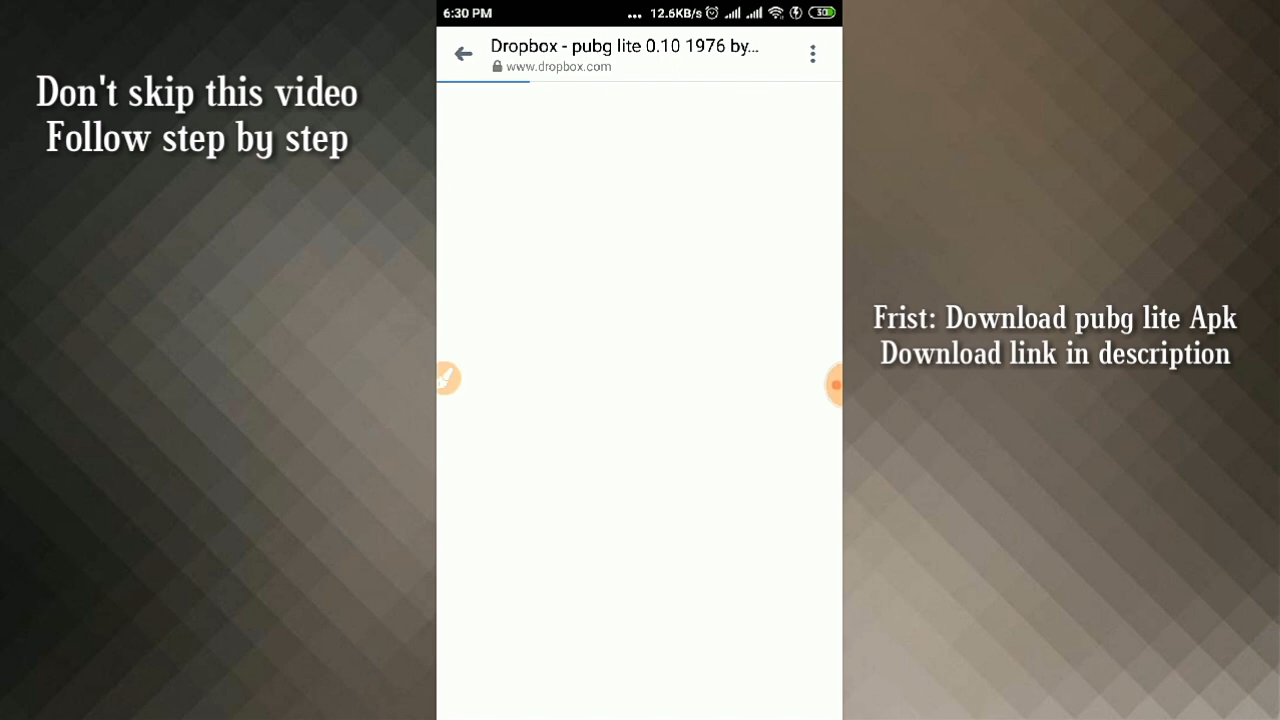 Don't skip this video
Follow step by step
6:30 PM
... 12.6KB/s
30
Dropbox - pubg lite 0.10 1976 by...
www.dropbox.com
Frist: Download pubg lite Apk
Download link in description